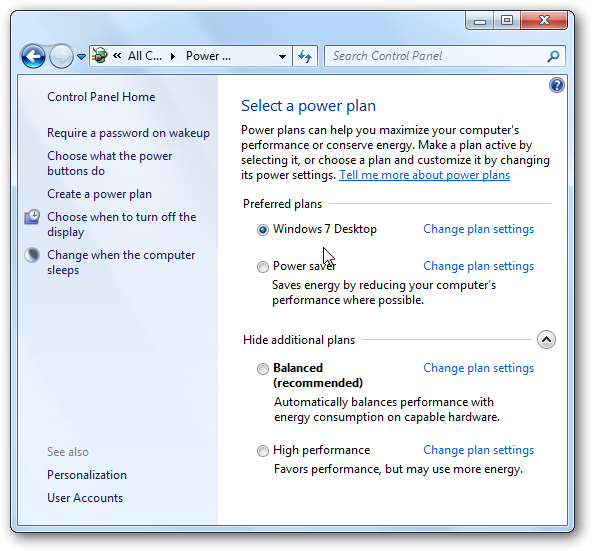 « All C... ▸ Power ...
Search Control Panel
Control Panel Home
Require a password on wakeup
Choose what the power
buttons do
Create a power plan
Choose when to turn off the
display
Change when the computer
sleeps
See also
Personalization
User Accounts
Select a power plan
Power plans can help you maximize your computer's
performance or conserve energy. Make a plan active by
selecting it, or choose a plan and customize it by changing
its power settings. Tell me more about power plans
Preferred plans
Windows 7 Desktop Change plan settings
Power saver Change plan settings
Saves energy by reducing your computer's
performance where possible.
Hide additional plans
Balanced Change plan settings
(recommended)
Automatically balances performance with
energy consumption on capable hardware.
High performance Change plan settings
Favors performance, but may use more energy.